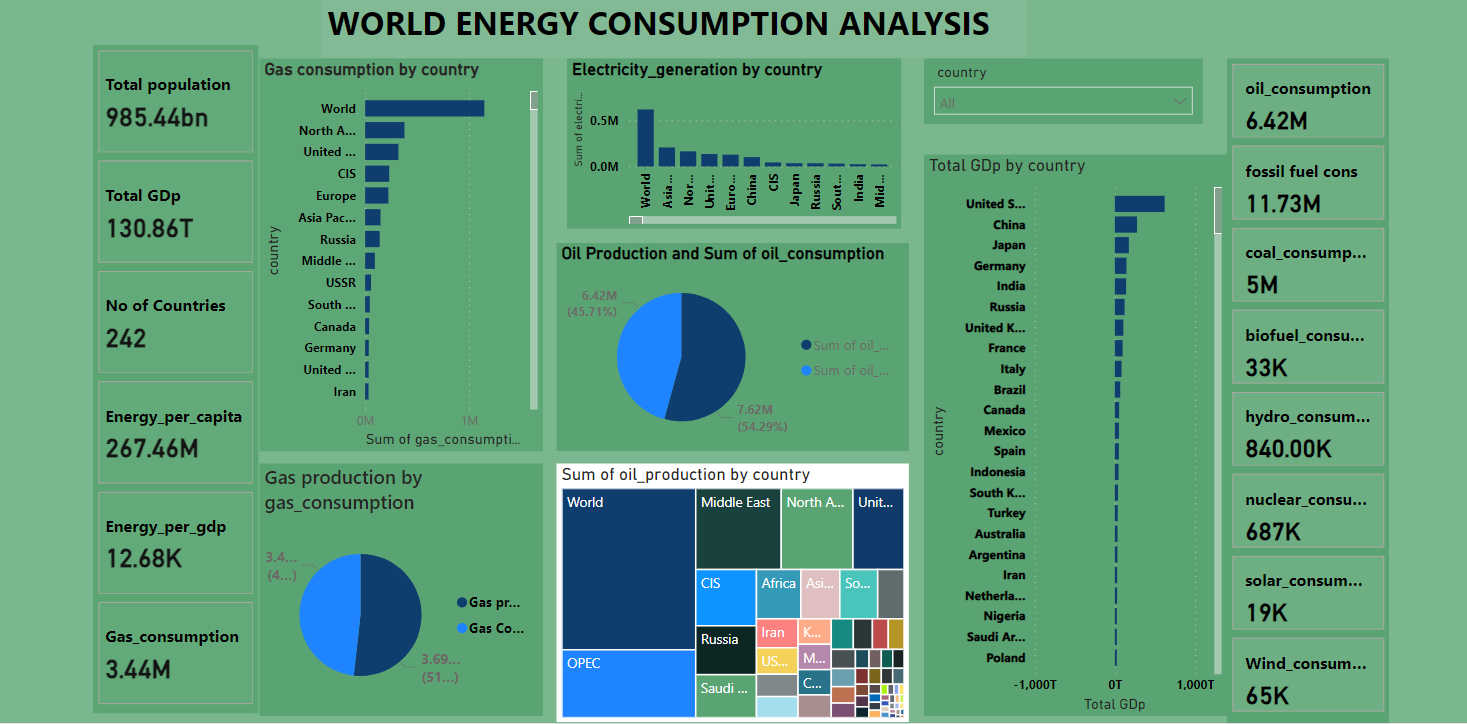 WORLD ENERGY CONSUMPTION ANALYSIS
Total population
985.44bn
Total GDp
130.86T
No of Countries
242
Energy_per_capita
267.46M
Energy_per_gdp
12.68K
Gas_consumption
3.44M
Gas consumption by country
country
World
North A...
United ...
CIS
Europe
Asia Pac...
Russia
Middle ...
USSR
South ...
Canada
Germany
United ...
Iran
0M
1M
Sum of gas_consumpti...
Gas production by
gas_consumption
3.4...
(4...)
3.69...
(51...)
Gas pr...
Gas Co...
Electricity_generation by country
Sum of electri...
0.5M
0.0M
World
Asia...
Nor...
Unit...
Euro...
China
CIS
Japan
Russia
Sout...
India
Mid...
Oil Production and Sum of oil_consumption
6.42M
(45.71%)
7.62M
(54.29%)
Sum of oil_...
Sum of oil_...
Sum of oil_production by country
World
OPEC
Middle East
North A...
Unit...
CIS
Africa
Asi...
So...
Russia
Iran
K...
US...
M...
Saudi ...
C...
country
All
Total GDp by country
country
United S...
China
Japan
Germany
India
Russia
United K...
France
Italy
Brazil
Canada
Mexico
Spain
Indonesia
South K...
Turkey
Australia
Argentina
Iran
Netherla...
Nigeria
Saudi Ar...
Poland
-1,000T
0T
1,000T
Total GDp
oil_consumption
6.42M
fossil fuel cons
11.73M
coal_consump...
5M
biofuel_consu...
33K
hydro_consum...
840.00K
nuclear_consu...
687K
solar_consum...
19K
Wind_consum...
65K